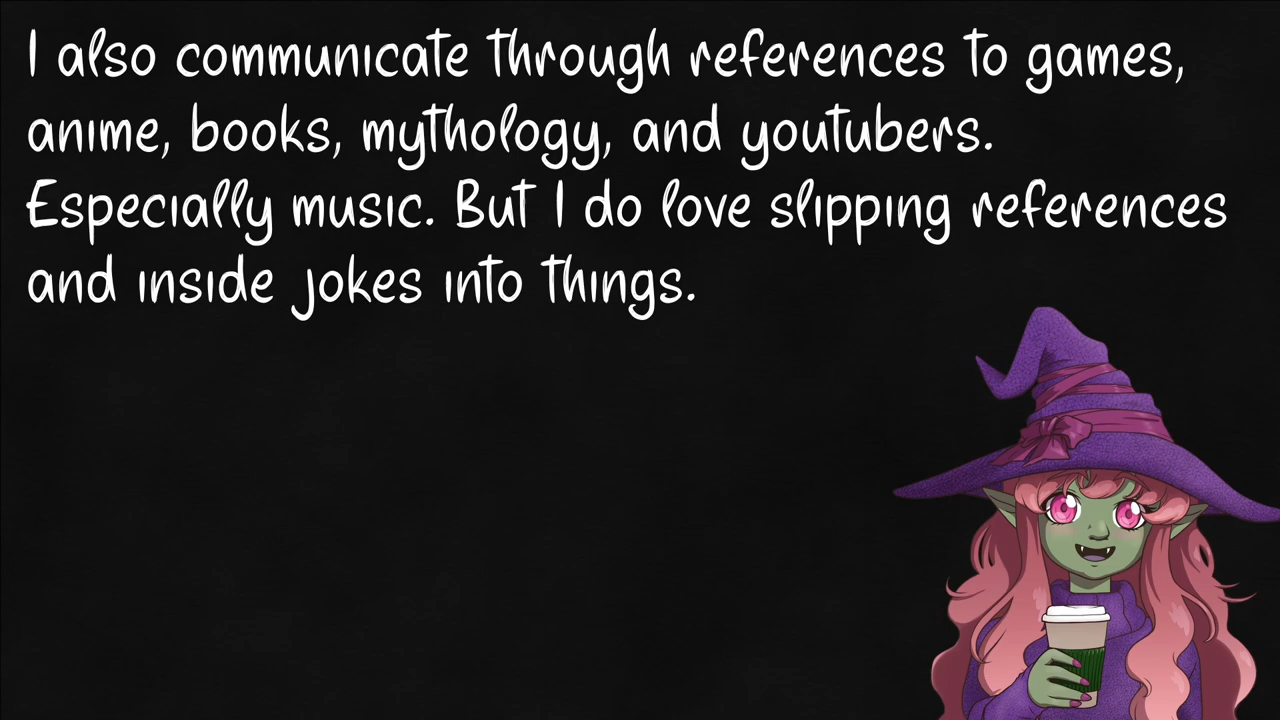 I also communicate through references to games,
anime, books, mythology, and youtubers.
Especially music. But I do love slipping references
and inside jokes into things.